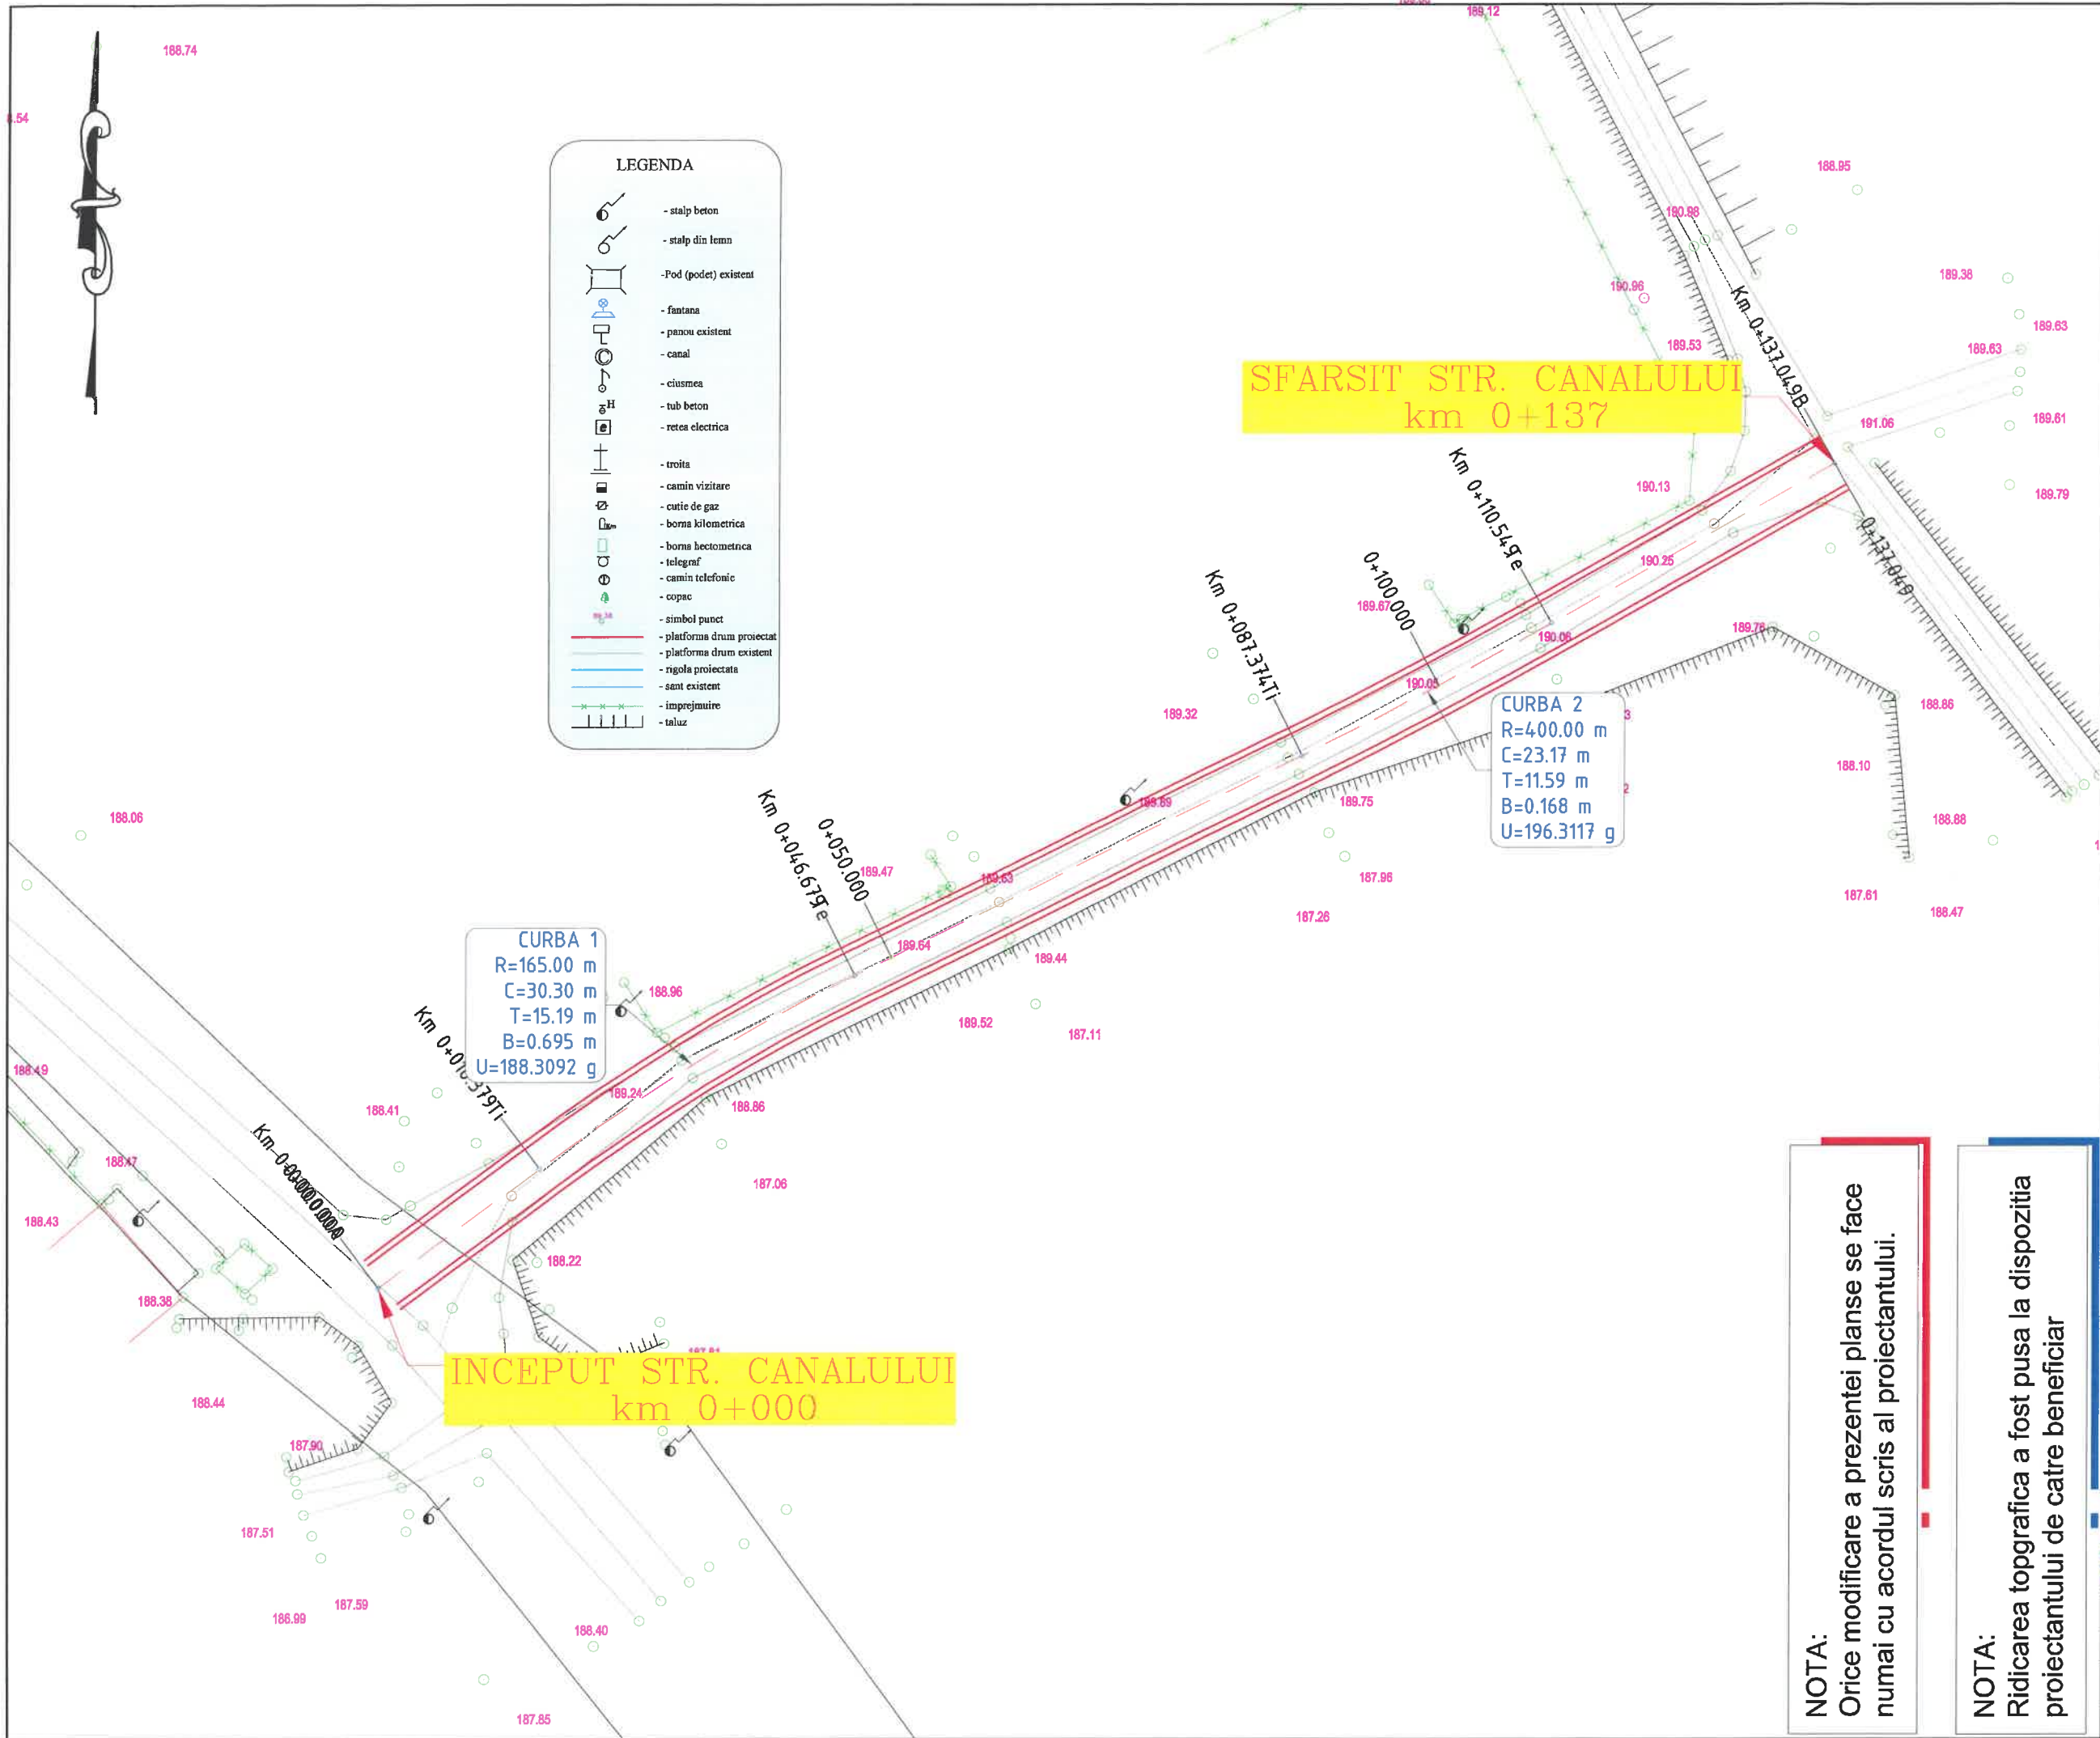 188.74
189.12
LEGENDA
- stalp beton
- stalp din lemn
-Pod (podet) existent
- fantana
- panou existent
- canal
- ciusmea
- tub beton
- retea electrica
- troita
- camin vizitare
- cutie de gaz
- borna kilometrica
- borna hectometrica
- telegraf
- camin telefonic
- copac
- simbol punct
- platforma drum proiectat
- platforma drum existent
- rigola proiectata
- sant existent
- imprejmuire
- taluz
188.95
190.98
190.96
189.53
189.38
189.63
189.63
189.61
189.79
191.06
Km 0+137.049B
0+137.049
SFARSIT STR. CANALULUI
km 0+137
190.13
190.25
Km 0+110.549Te
0+100.000
189.67
190.06
190.05
189.76
Km 0+087.374Ti
189.32
CURBA 2
R=400.00 m
C=23.17 m
T=11.59 m
B=0.168 m
U=196.3117 g
188.86
188.10
188.88
187.61
188.47
189.75
187.96
187.26
189.89
188.06
Km 0+046.679Te
0+050.000
189.47
189.63
189.64
189.44
189.52
187.11
CURBA 1
R=165.00 m
C=30.30 m
T=15.19 m
B=0.695 m
U=188.3092 g
188.96
189.24
188.86
187.06
188.22
188.49
188.41
188.47
188.43
188.38
188.44
187.90
INCEPUT STR. CANALULUI
km 0+000
187.51
187.59
186.99
188.40
187.85
NOTA:
Orice modificare a prezentei planse se face
numai cu acordul scris al proiectantului.
NOTA:
Ridicarea topgrafica a fost pusa la dispozitia
proiectantului de catre beneficiar